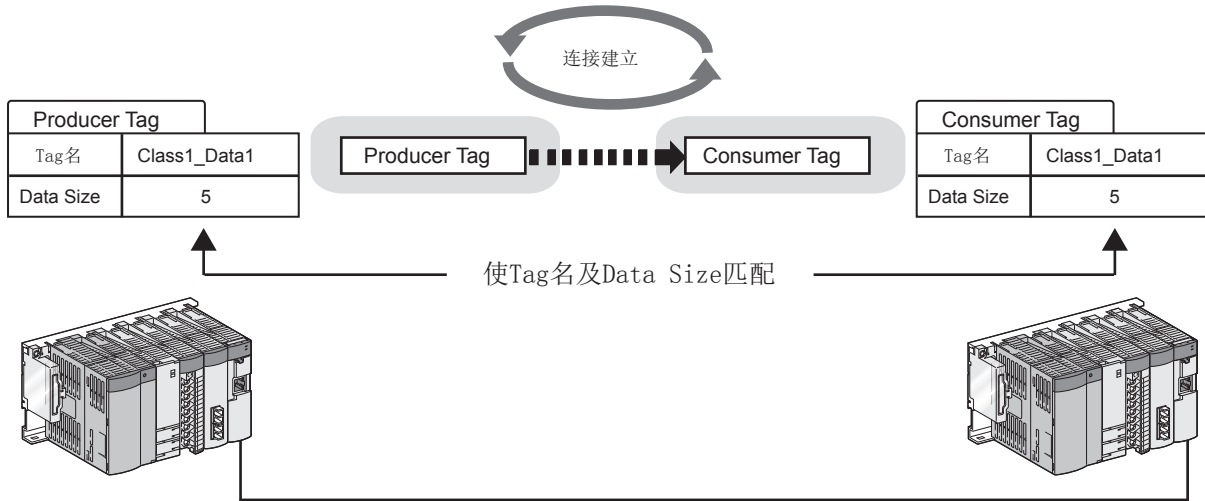 连接建立
Producer Tag
Tag名 Class1_Data1
Data Size 5
Producer Tag
Consumer Tag
Consumer Tag
Tag名 Class1_Data1
Data Size 5
使Tag名及Data Size匹配